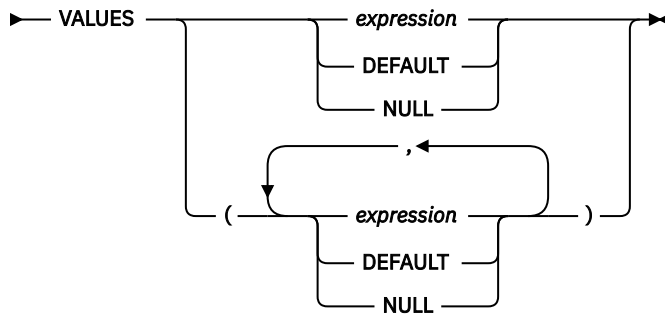 VALUES expression
DEFAULT
NULL
,
( expression )
DEFAULT
NULL